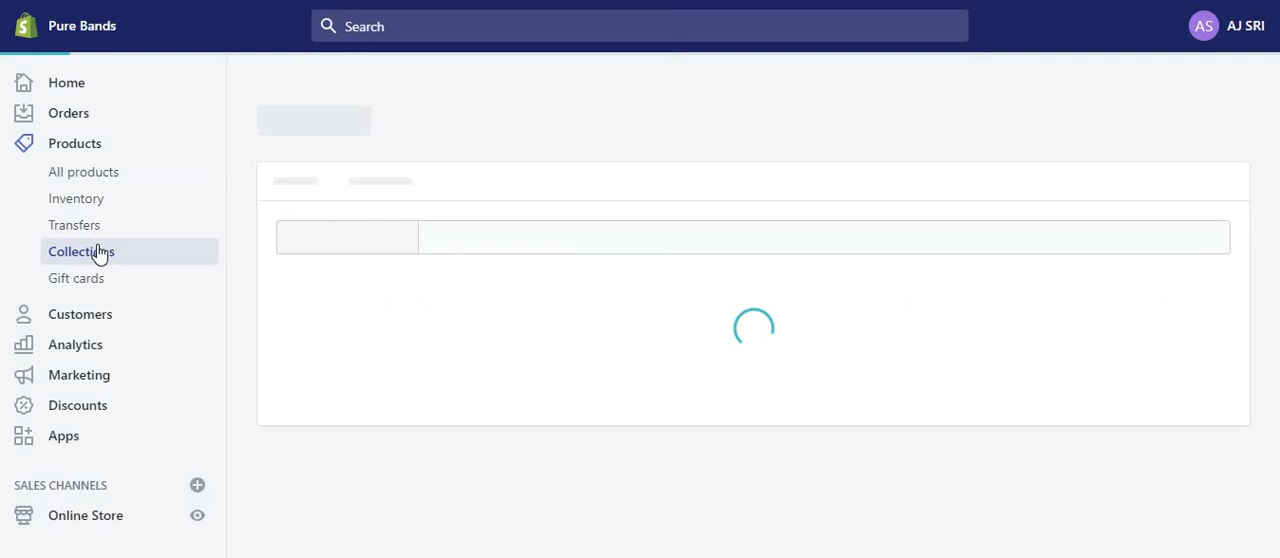 Pure Bands
Search
AS AJ SRI
Home
Orders
Products
All products
Inventory
Transfers
Collections
Gift cards
Customers
Analytics
Marketing
Discounts
Apps
SALES CHANNELS
Online Store